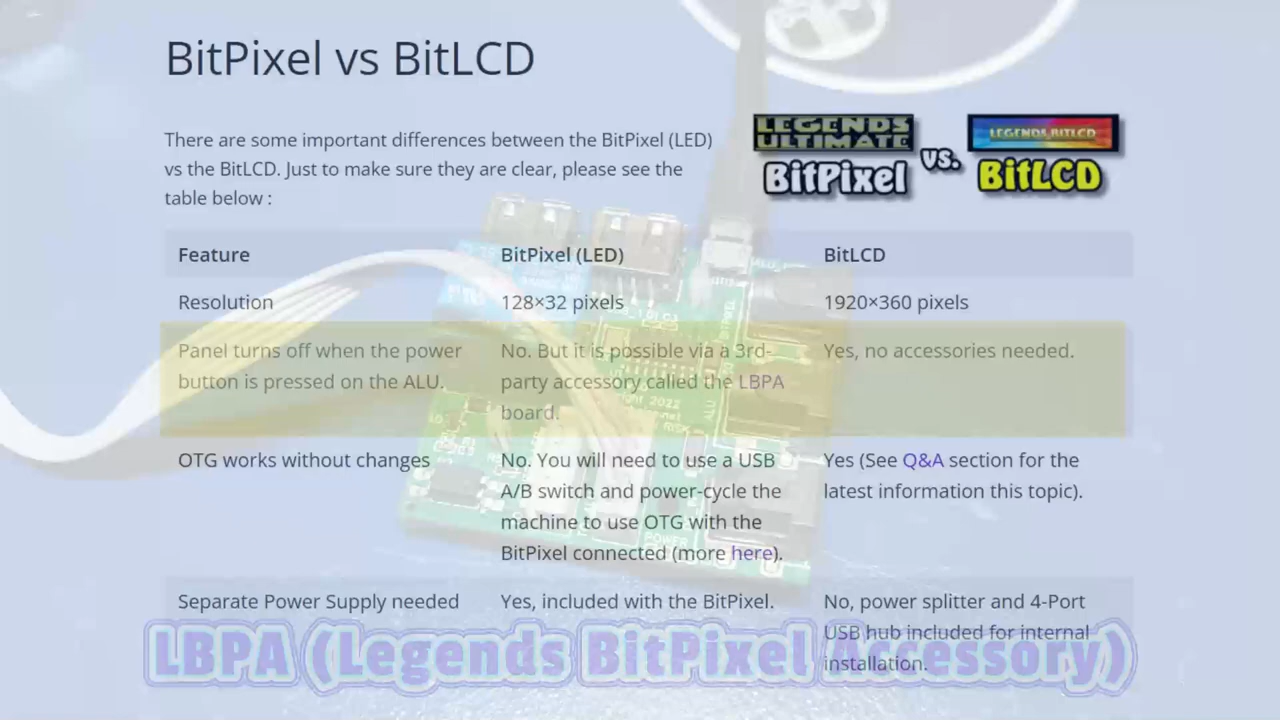 BitPixel vs BitLCD
There are some important differences between the BitPixel (LED)
vs the BitLCD. Just to make sure they are clear, please see the
table below :
LEGENDS
ULTIMATE
BitPixel
vs.
LEGENDS BITLCD
BitLCD
Feature
BitPixel (LED)
BitLCD
Resolution
128×32 pixels
1920×360 pixels
Panel turns off when the power
button is pressed on the ALU.
No. But it is possible via a 3rd-
party accessory called the LBPA
board.
Yes, no accessories needed.
OTG works without changes
No. You will need to use a USB
A/B switch and power-cycle the
machine to use OTG with the
BitPixel connected (more here).
Yes (See Q&A section for the
latest information this topic).
Separate Power Supply needed
Yes, included with the BitPixel.
No, power splitter and 4-Port
USB hub included for internal
installation.
2022
RISK
ALU
POWER
LBPA (Legends BitPixel Accessory)